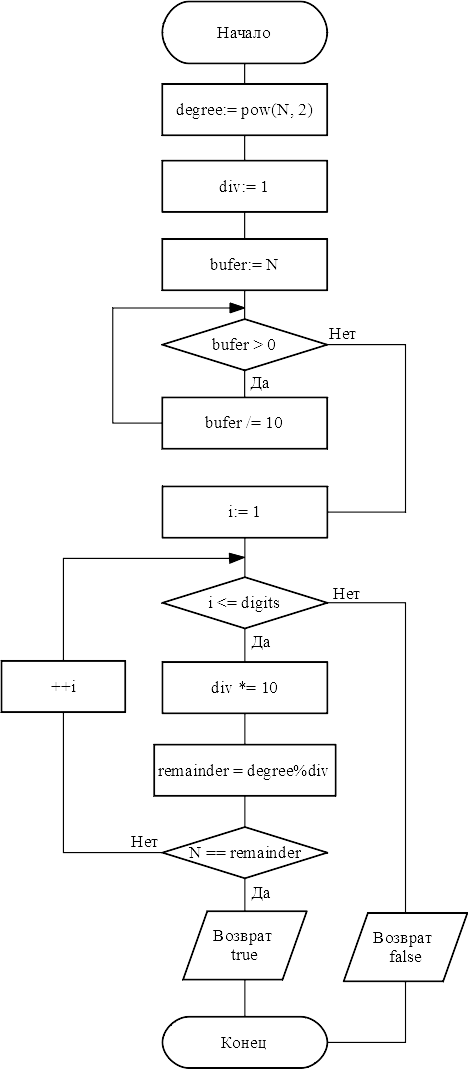 Начало
degree:= pow(N, 2)
div:= 1
bufer:= N
bufer > 0
Нет
Да
bufer /= 10
i:= 1
i <= digits
Нет
Да
++i
div *= 10
remainder = degree%div
Нет
N == remainder
Да
Возврат
true
Возврат
false
Конец